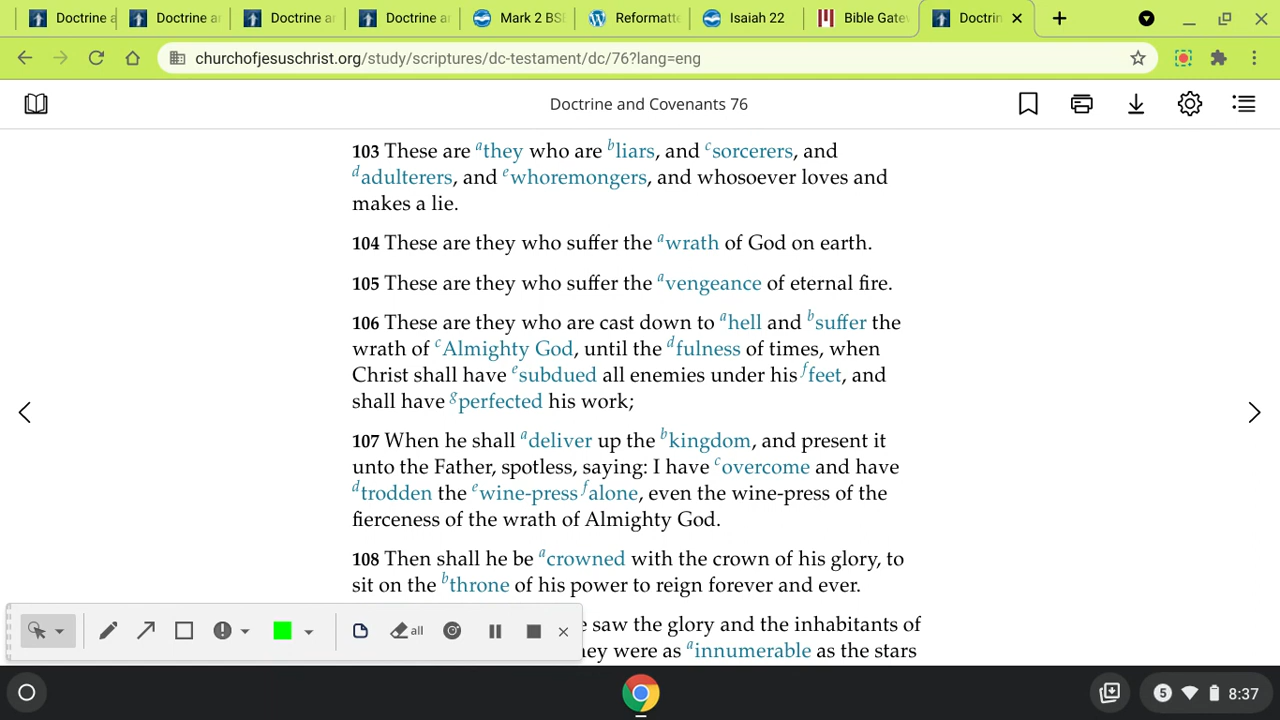 Doctrine a
Doctrine a
Doctrine a
Doctrine a
Mark 2 BS
Reformatt
Isaiah 22
Bible Gate
Doctrin
churchofjesuschrist.org/study/scriptures/dc-testament/dc/76?lang=eng
Doctrine and Covenants 76
103 These are a they who are b liars, and c sorcerers, and
d adulterers, and e whoremongers, and whosoever loves and
makes a lie.
104 These are they who suffer the a wrath of God on earth.
105 These are they who suffer the a vengeance of eternal fire.
106 These are they who are cast down to a hell and b suffer the
wrath of c Almighty God, until the d fulness of times, when
Christ shall have e subdued all enemies under his f feet, and
shall have g perfected his work;
107 When he shall a deliver up the b kingdom, and present it
unto the Father, spotless, saying: I have c overcome and have
d trodden the e wine-press f alone, even the wine-press of the
fierceness of the wrath of Almighty God.
108 Then shall he be a crowned with the crown of his glory, to
sit on the b throne of his power to reign forever and ever.
saw the glory and the inhabitants of
hey were as a innumerable as the stars
all
5
8:37